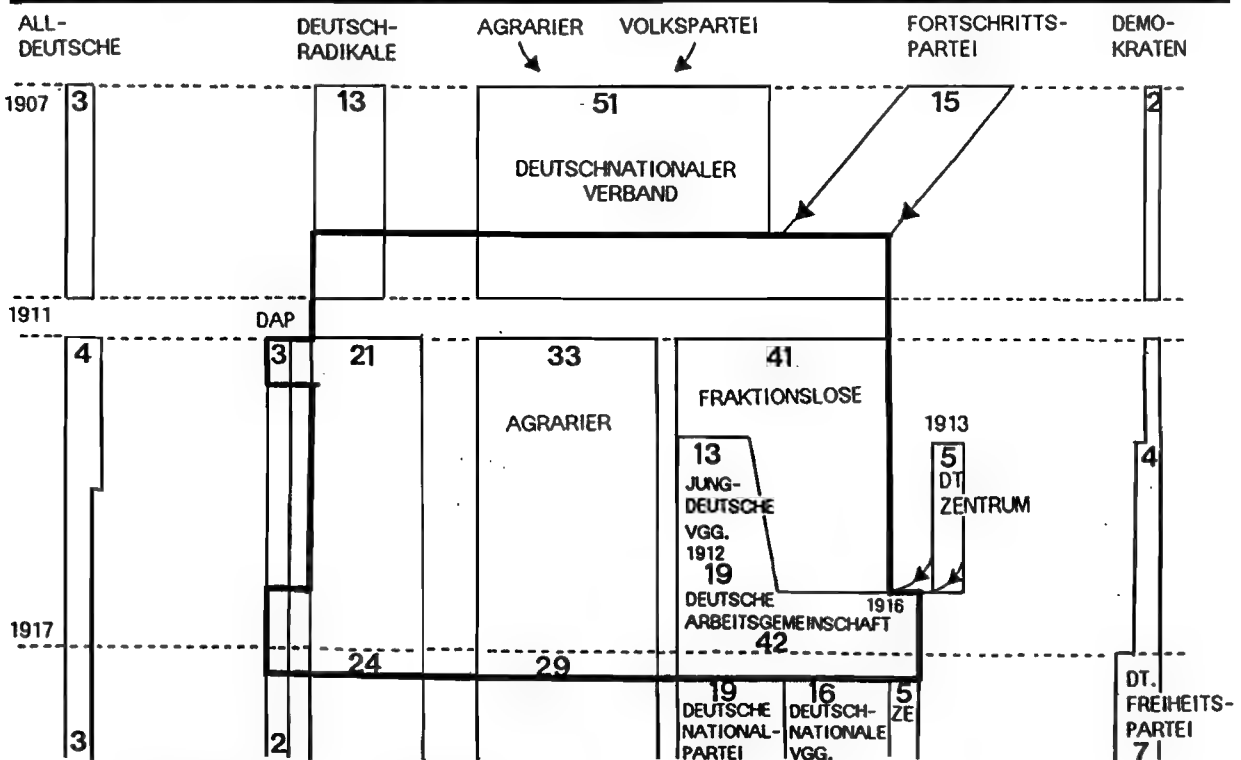 ALL-
DEUTSCHE
DEUTSCH-
RADIKALE
AGRARIER
VOLKSPARTEI
FORTSCHRITTS-
PARTEI
DEMO-
KRATEN
1907
3
13
51
15
2
DEUTSCHNATIONALER
VERBAND
1911
DAP
4
3
21
33
41
FRAKTIONSLOSE
AGRARIER
1913
13
5
4
JUNG-
DEUTSCHE
VGG.
1912
DT
ZENTRUM
19
DEUTSCHE
ARBEITSGEMEINSCHAFT
1916
42
1917
24
29
19
16
5
DEUTSCHE
NATIONAL-
PARTEI
DEUTSCH-
NATIONALE
VGG.
ZE
DT.
FREIHEITS-
PARTEI
3
2
7